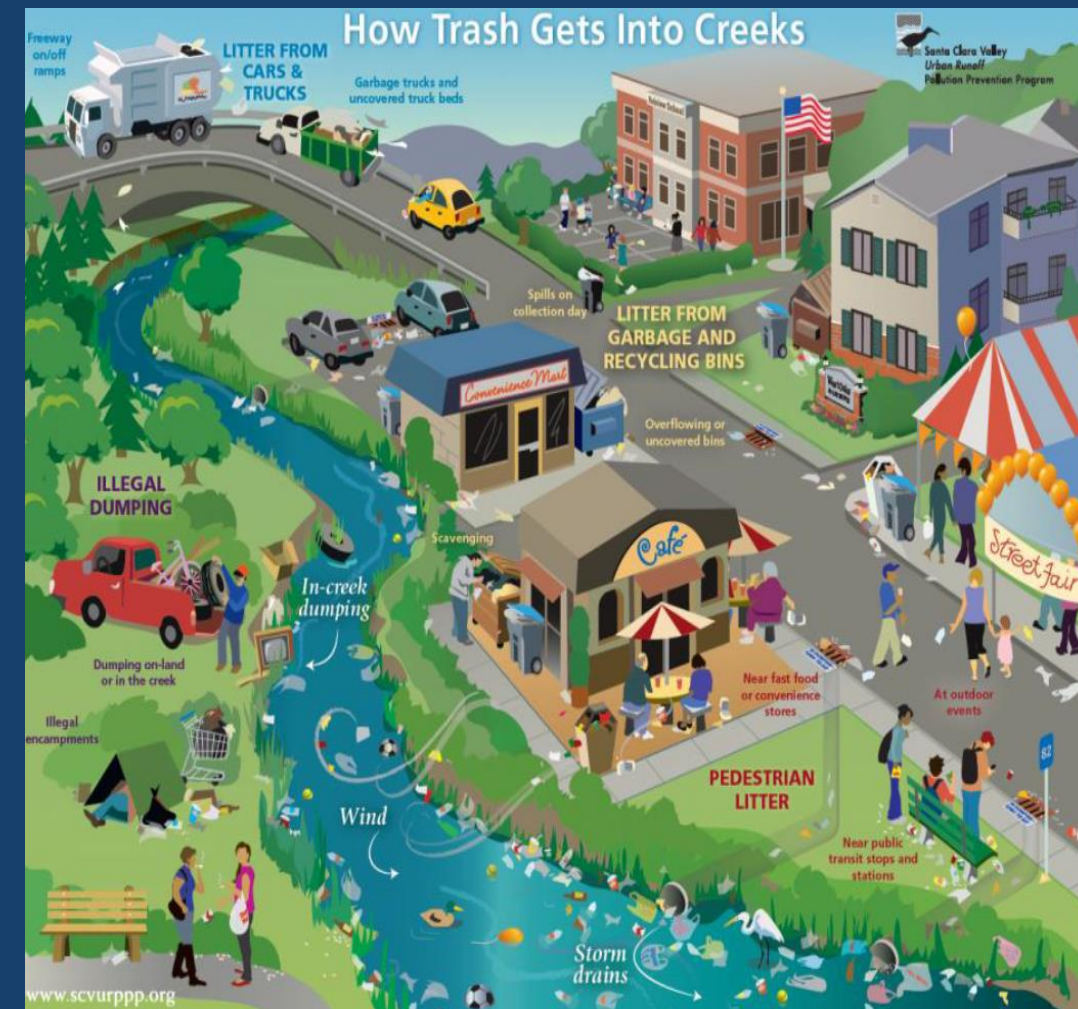 How Trash Gets Into Creeks
Santa Clara Valley
Urban Runoff
Pollution Prevention Program
Freeway
on/off
ramps
LITTER FROM
CARS &
TRUCKS
Garbage trucks and
uncovered truck beds
Spills on
collection day
LITTER FROM
GARBAGE AND
RECYCLING BINS
Convenience Mart
Overflowing or
uncovered bins
ILLEGAL
DUMPING
Scavenging
Café
Street Fair
In-creek
dumping
Dumping on-land
or in the creek
Near fast food
or convenience
stores
At outdoor
events
Illegal
encampments
82
PEDESTRIAN
LITTER
Wind
Near public
transit stops and
stations
Storm
drains
www.scvurppp.org